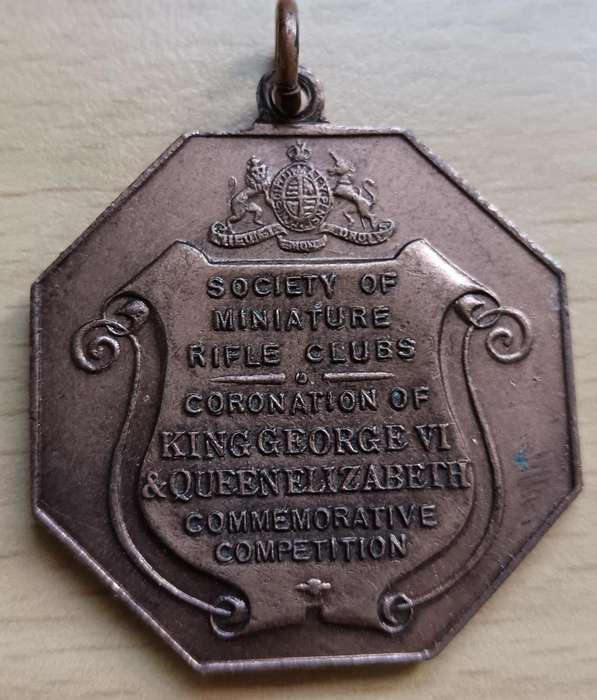 SOCIETY OF
MINIATURE
RIFLE CLUBS
CORONATION OF
KING GEORGE VI
& QUEEN ELIZABETH
COMMEMORATIVE
COMPETITION